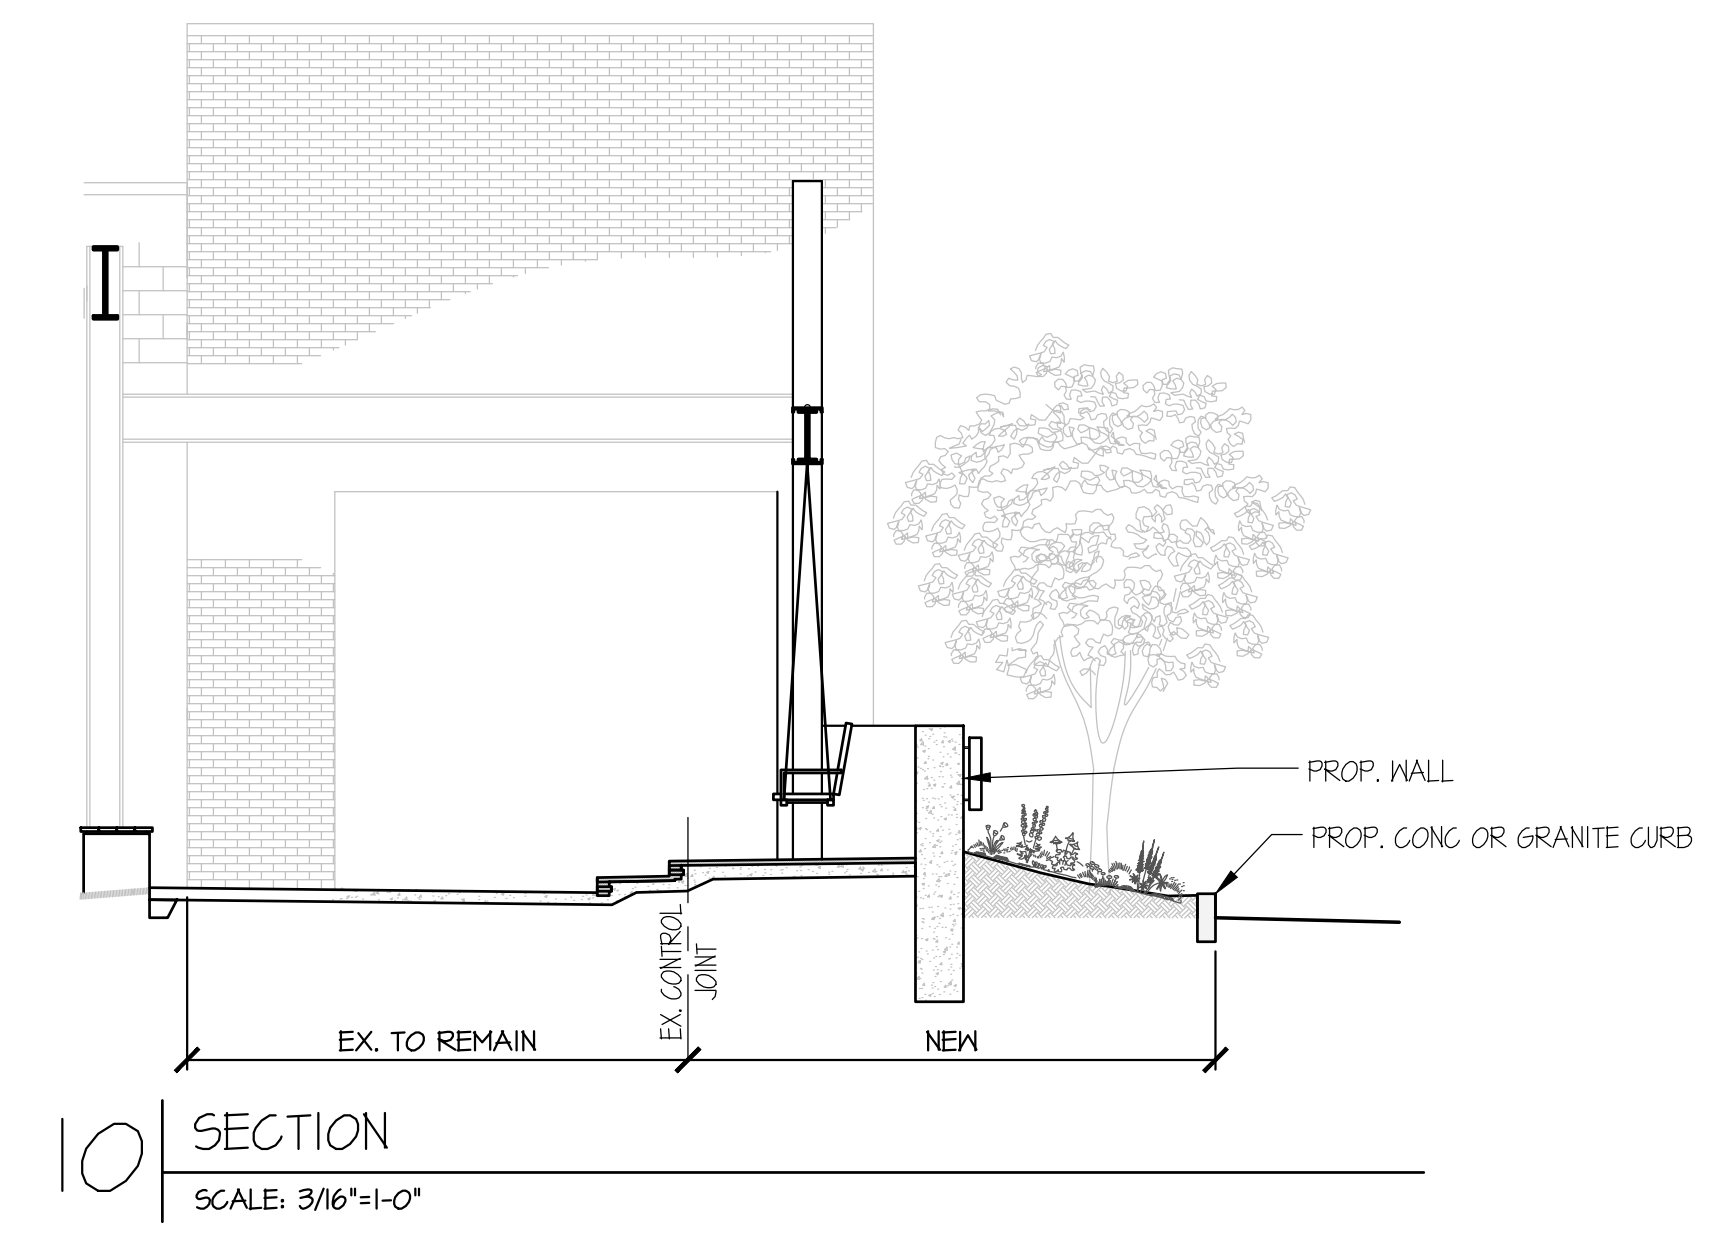 PROP. WALL
PROP. CONC OR GRANITE CURB
EX. CONTROL
JOINT
EX. TO REMAIN
NEW
10
SECTION
SCALE: 3/16"=1-0"